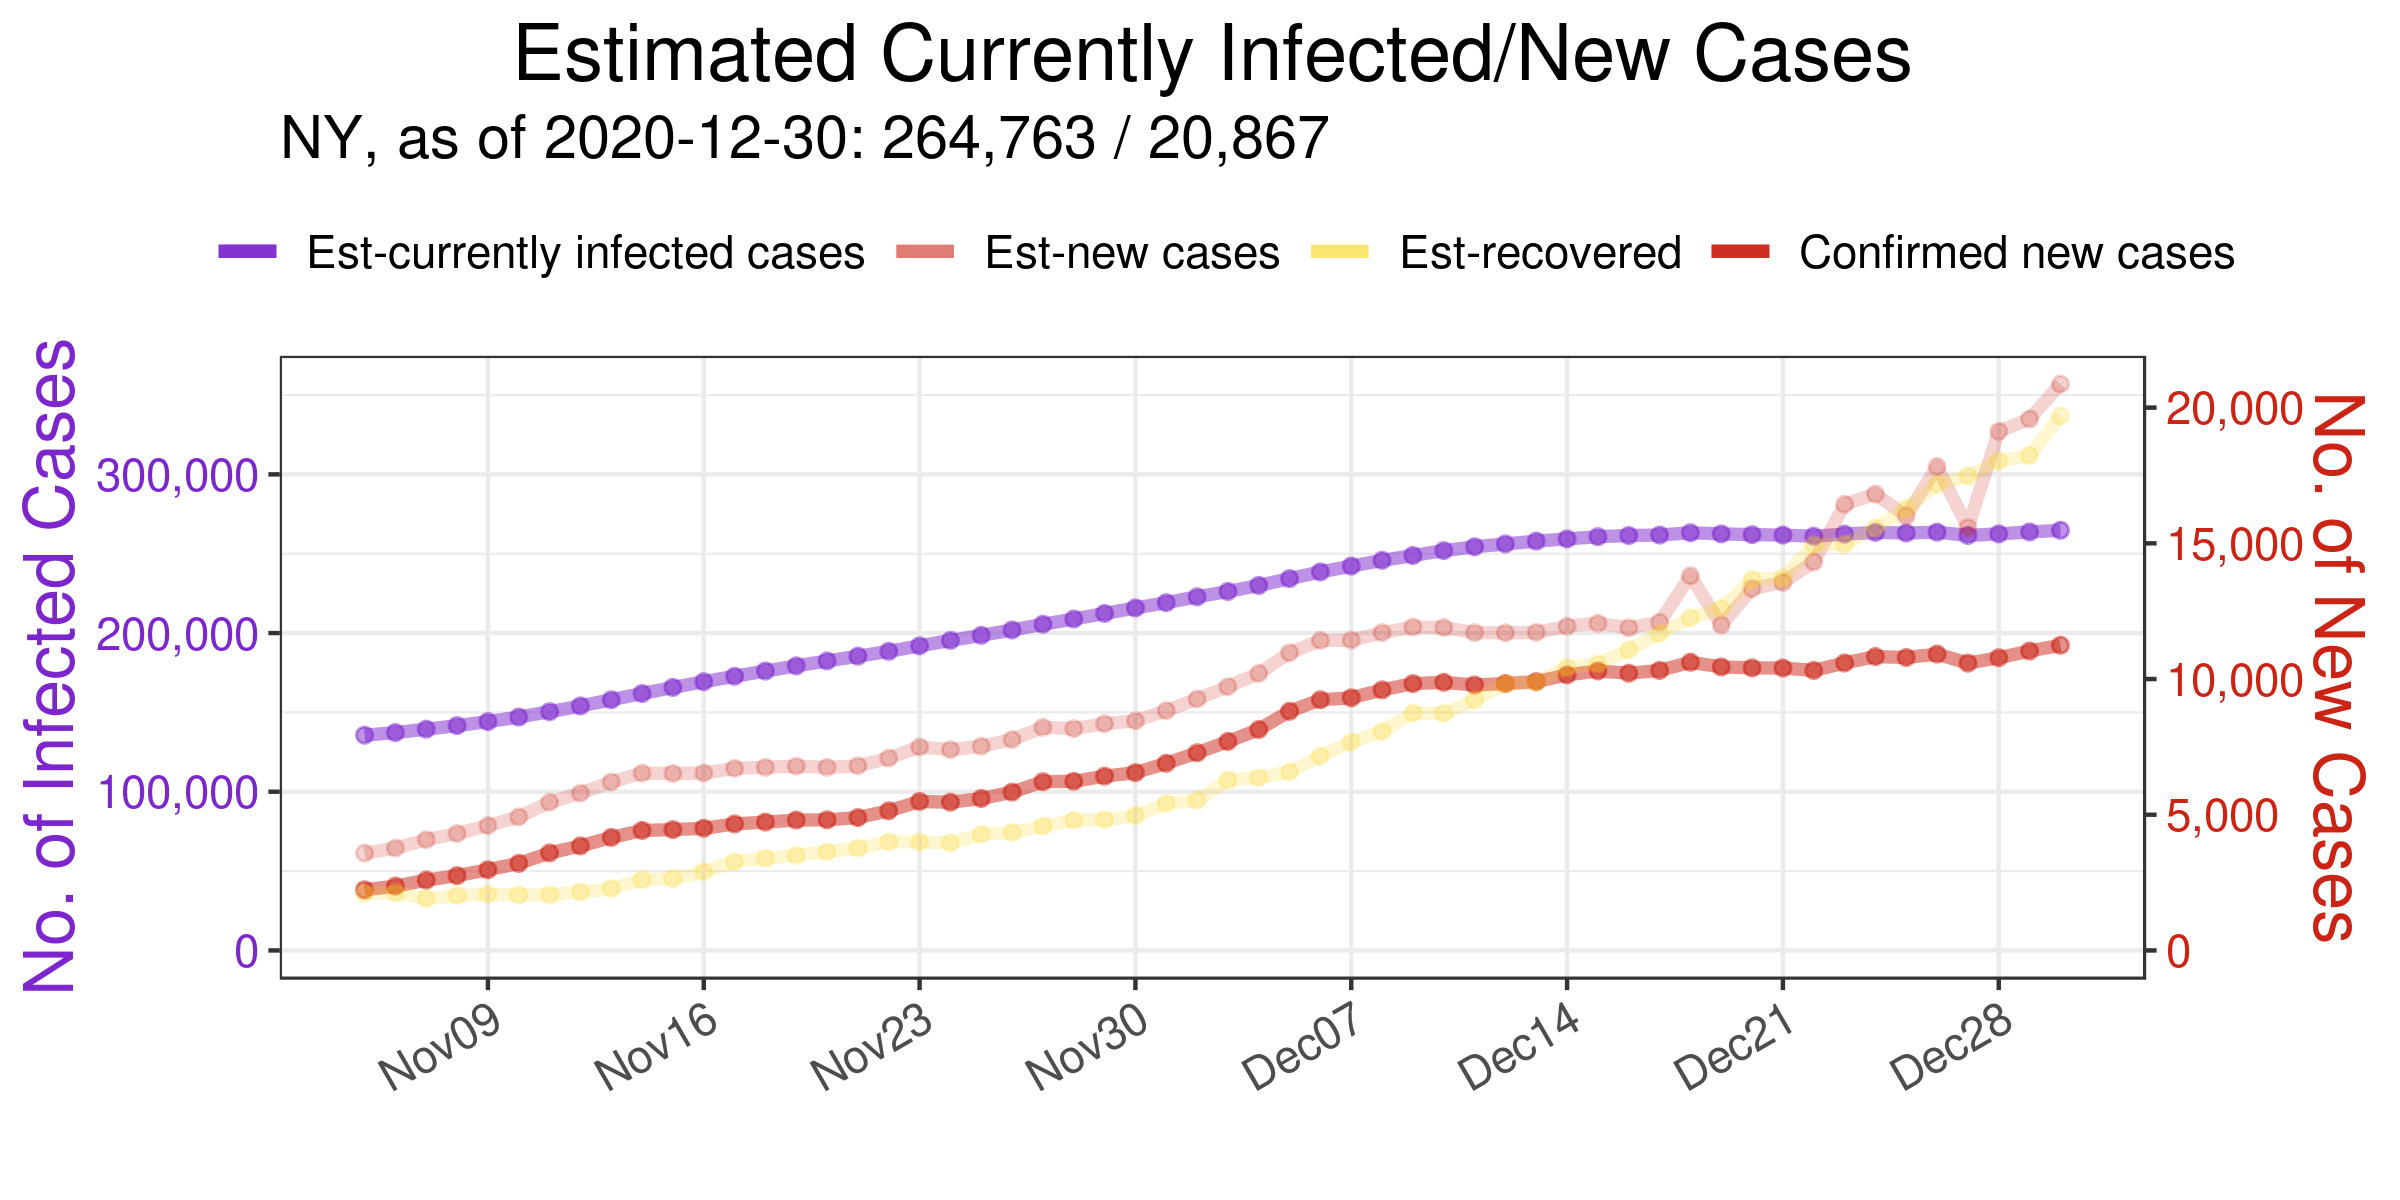 Estimated Currently Infected/New Cases
NY, as of 2020-12-30: 264,763 / 20,867
Est-currently infected cases Est-new cases Est-recovered Confirmed new cases
No. of Infected Cases
300,000
200,000
100,000
0
20,000
15,000
10,000
5,000
0
No. of New Cases
Nov09 Nov16 Nov23 Nov30 Dec07 Dec14 Dec21 Dec28